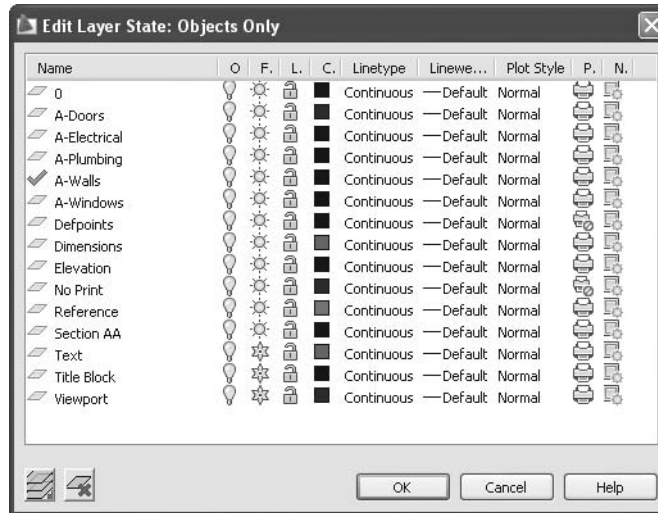 Edit Layer State: Objects Only
Name O F. L. C. Linetype Linewe... Plot Style P. N.
0 Continuous Default Normal
A-Doors Continuous Default Normal
A-Electrical Continuous Default Normal
A-Plumbing Continuous Default Normal
A-Walls Continuous Default Normal
A-Windows Continuous Default Normal
Defpoints Continuous Default Normal
Dimensions Continuous Default Normal
Elevation Continuous Default Normal
No Print Continuous Default Normal
Reference Continuous Default Normal
Section AA Continuous Default Normal
Text Continuous Default Normal
Title Block Continuous Default Normal
Viewport Continuous Default Normal
OK Cancel Help